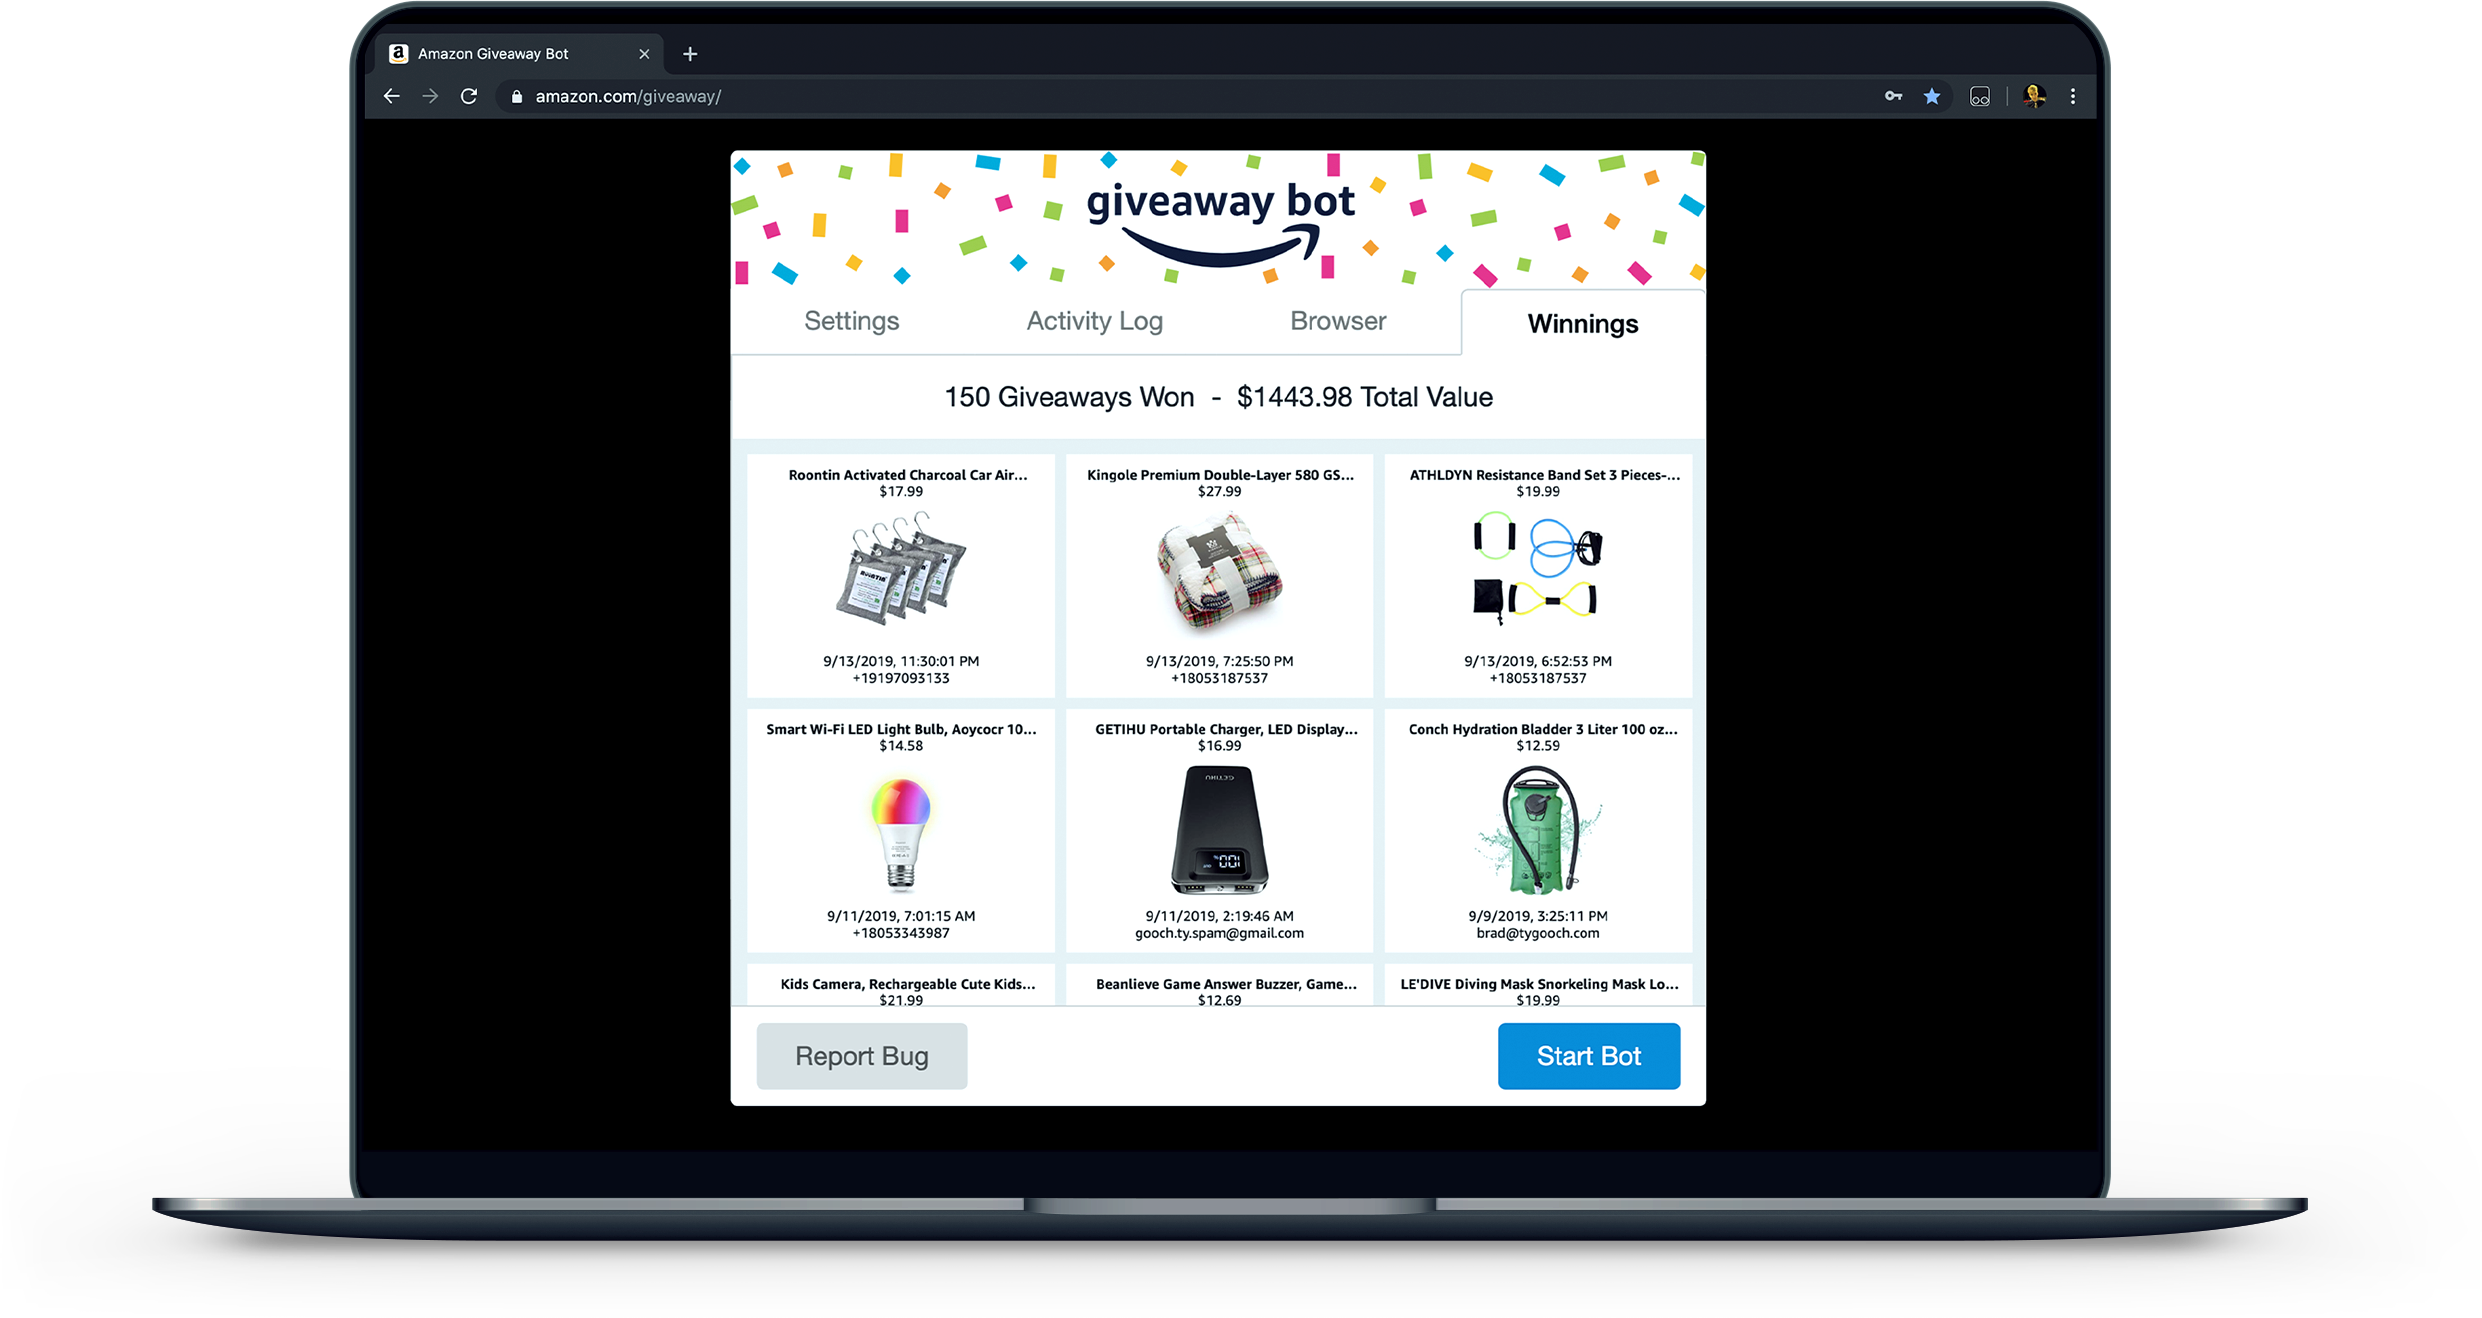 Amazon Giveaway Bot
amazon.com/giveaway/
giveaway bot
Settings
Activity Log
Browser
Winnings
150 Giveaways Won - $1443.98 Total Value
Roontin Activated Charcoal Car Air...
$17.99
ROONTIN
9/13/2019, 11:30:01 PM
+19197093133
Kingole Premium Double-Layer 580 GS...
$27.99
9/13/2019, 7:25:50 PM
+18053187537
ATHLDYN Resistance Band Set 3 Pieces-...
$19.99
9/13/2019, 6:52:53 PM
+18053187537
Smart Wi-Fi LED Light Bulb, Aoycocr 10...
$14.58
9/11/2019, 7:01:15 AM
+18053343987
GETIHU Portable Charger, LED Display...
$16.99
GETIHU
100%
9/11/2019, 2:19:46 AM
gooch.ty.spam@gmail.com
Conch Hydration Bladder 3 Liter 100 oz...
$12.59
9/9/2019, 3:25:11 PM
brad@tygooch.com
Kids Camera, Rechargeable Cute Kids...
$21.99
Beanlieve Game Answer Buzzer, Game...
$12.69
LE'DIVE Diving Mask Snorkeling Mask Lo...
$19.99
Report Bug
Start Bot